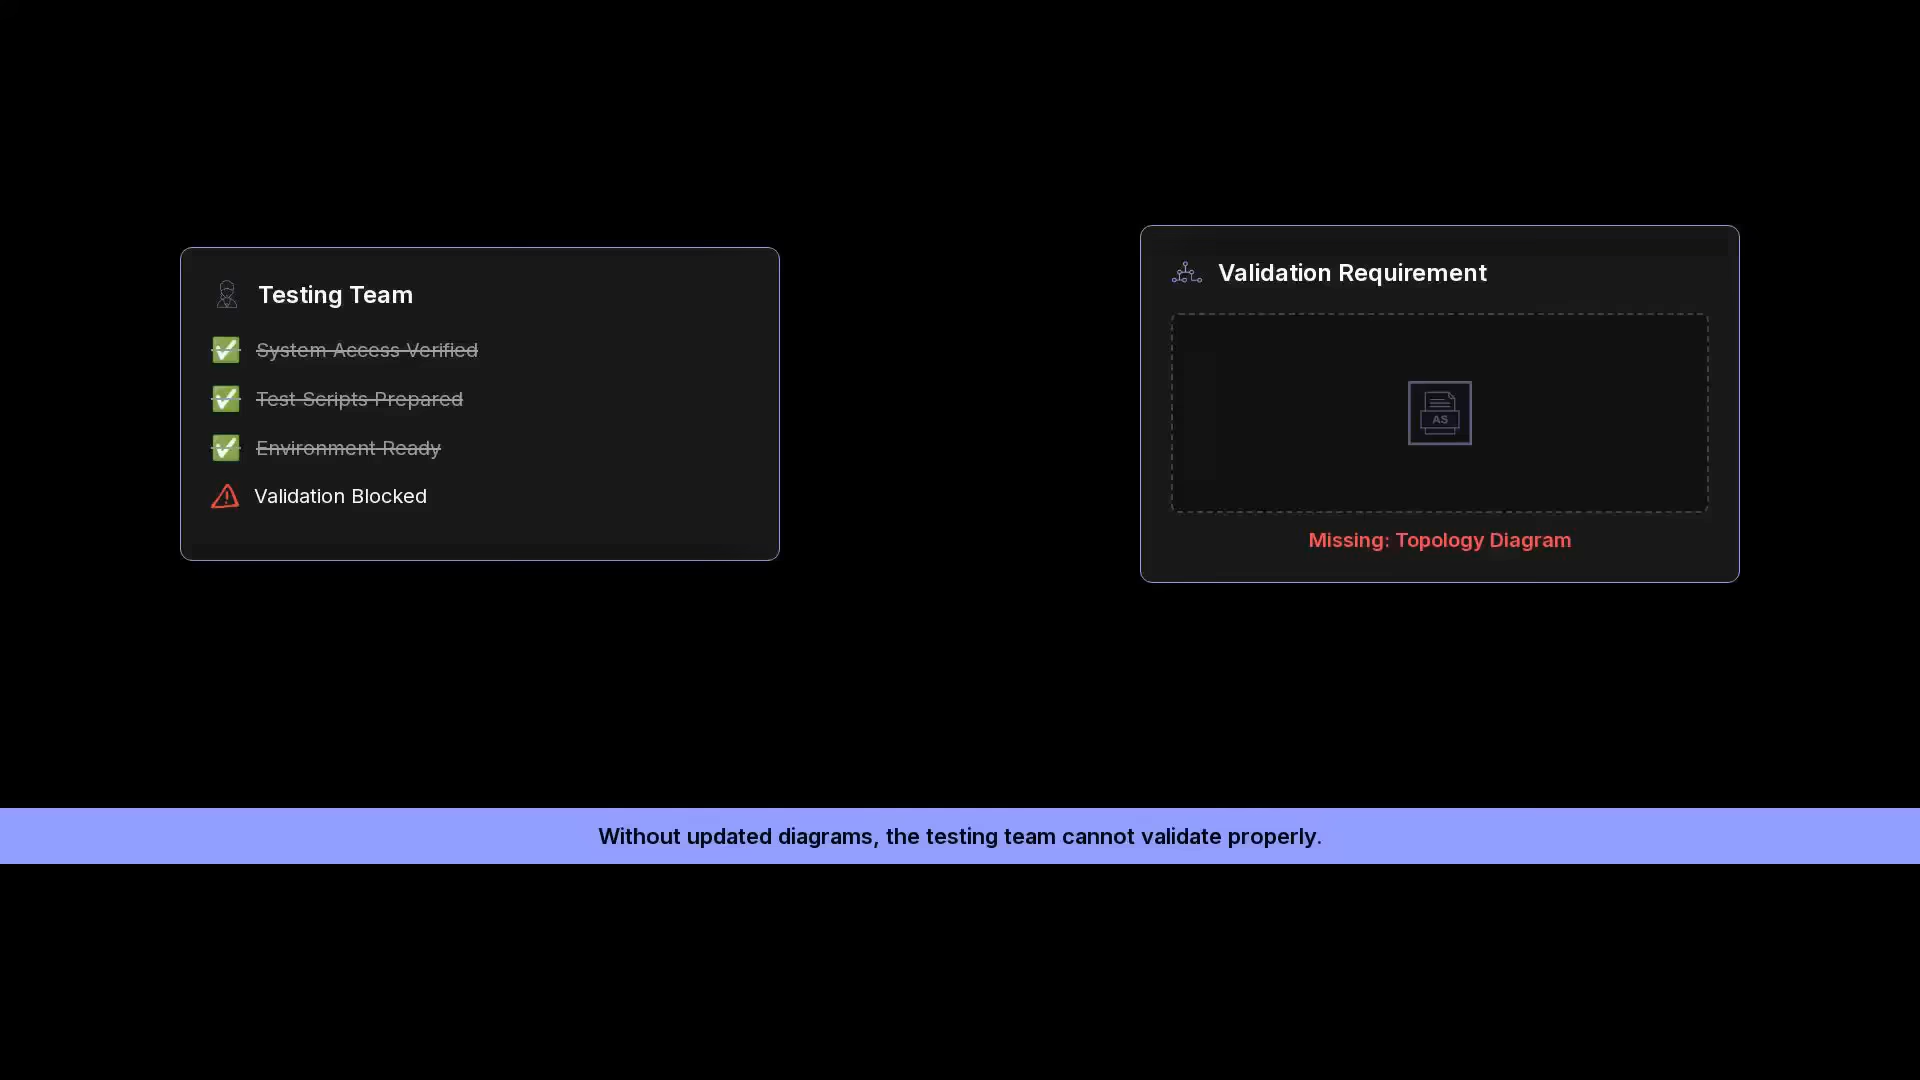 Testing Team
System Access Verified
Test Scripts Prepared
Environment Ready
Validation Blocked
Validation Requirement
AS
Missing: Topology Diagram
Without updated diagrams, the testing team cannot validate properly.